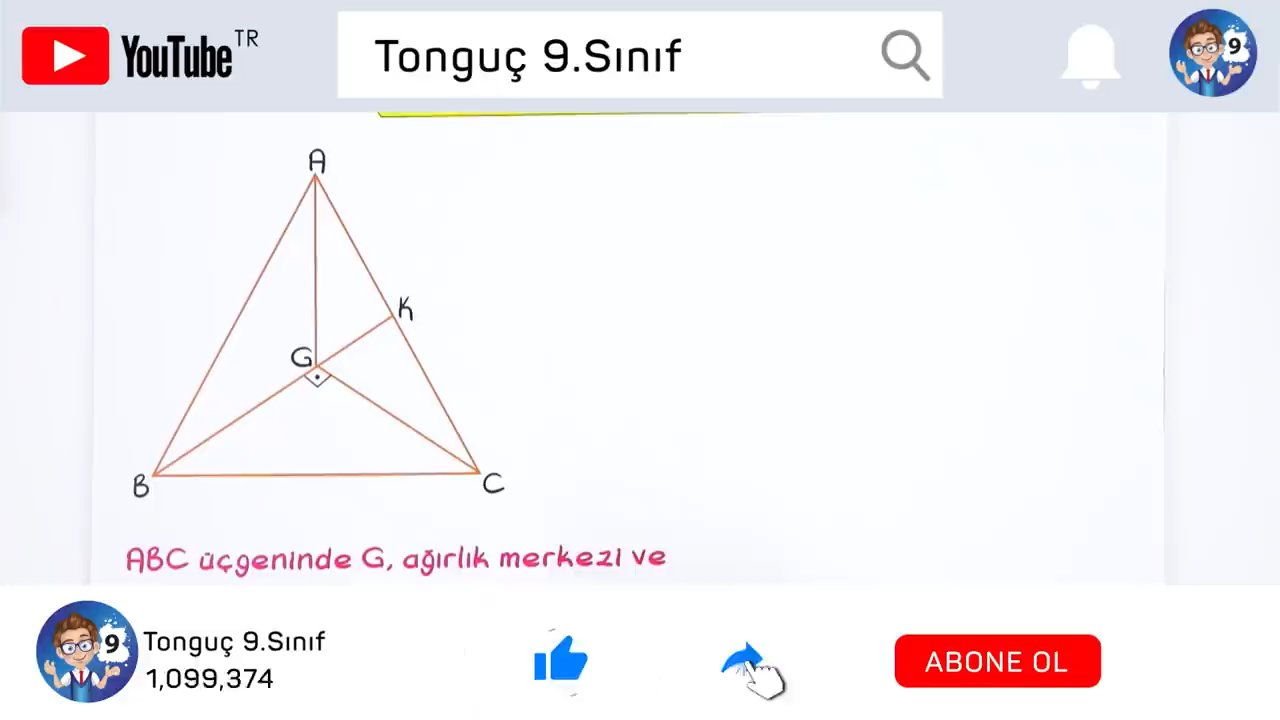 YouTube TR
Tonguç 9.Sınıf
9
A
K
G
B
C
ABC üçgeninde G, ağırlık merkezi ve
9
Tonguç 9.Sınıf
1,099,374
ABONE OL